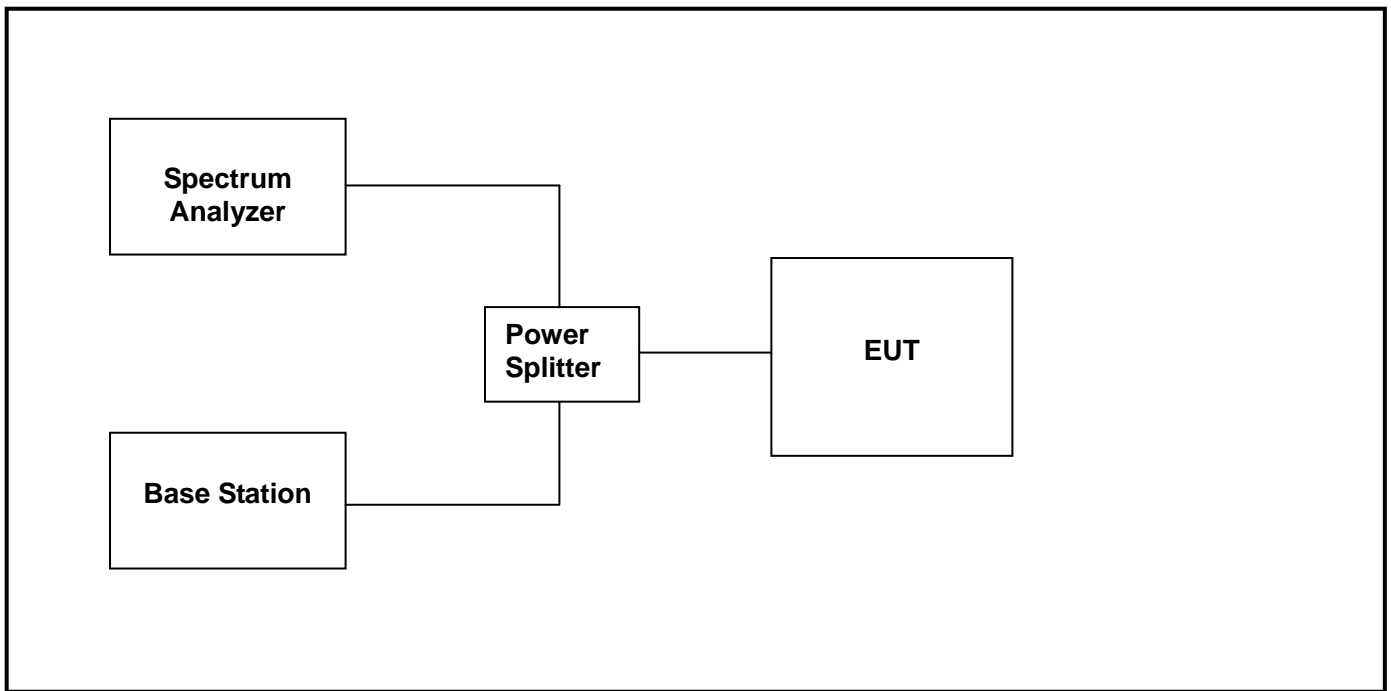 Spectrum
Analyzer
Power
Splitter
EUT
Base Station